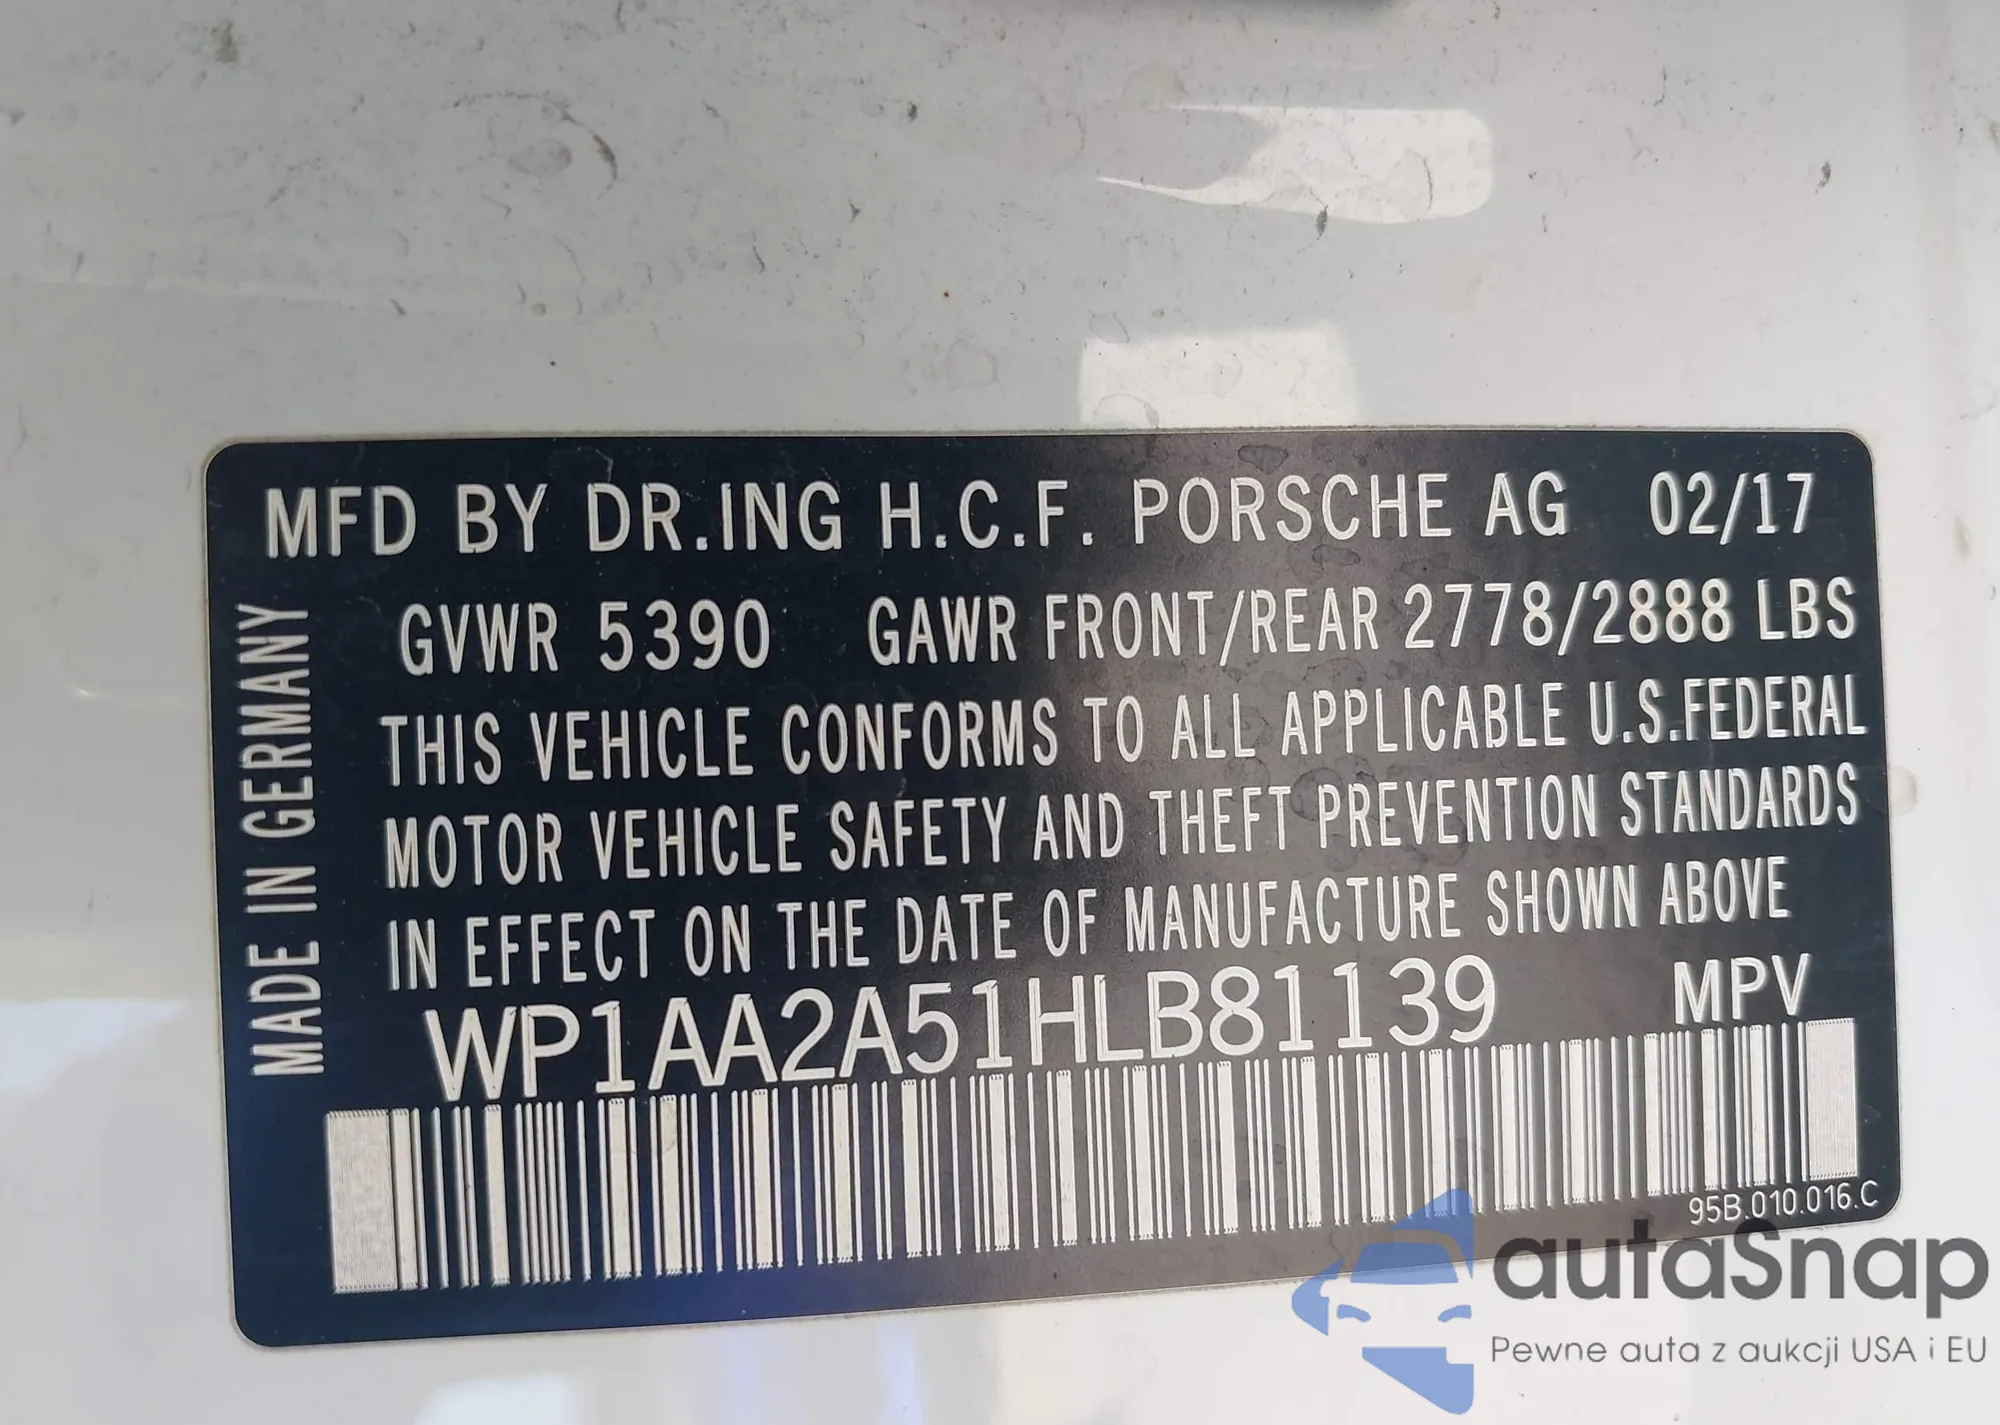 MFD BY DR.ING H.C.F. PORSCHE AG 02/17
GVWR 5390 GAWR FRONT/REAR 2778/2888 LBS
THIS VEHICLE CONFORMS TO ALL APPLICABLE U.S.FEDERAL
MOTOR VEHICLE SAFETY AND THEFT PREVENTION STANDARDS
IN EFFECT ON THE DATE OF MANUFACTURE SHOWN ABOVE
WP1AA2A51HLB81139 MPV
MADE IN GERMANY
95B.010.016.C
autaSnap
Pewne auta z aukcji USA i EU